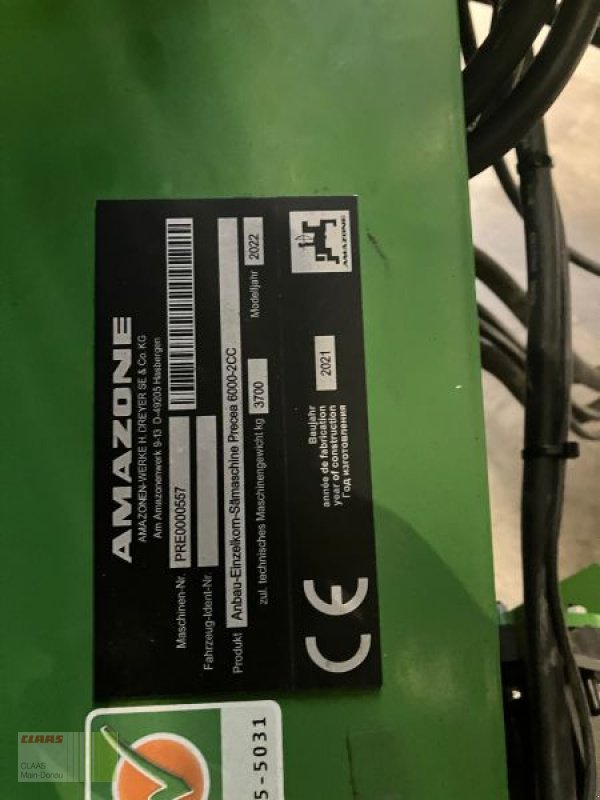 AMAZONE
AMAZONEN-WERKE H. DREYER SE & Co. KG
Am Amazonenwerk 9-13 D-49205 Hasbergen
Maschinen-Nr. PRE0000557
Fahrzeug-Ident-Nr.
Produkt Anbau-Einzelkorn-Sämaschine Precea 6000-2CC
zul. technisches Maschinengewicht kg 3700 Modelljahr 2022
CE
Baujahr
année de fabrication
year of construction
Год изготовления
2021
AMAZONE
5-5031
CLAAS
CLAAS
Main-Donau